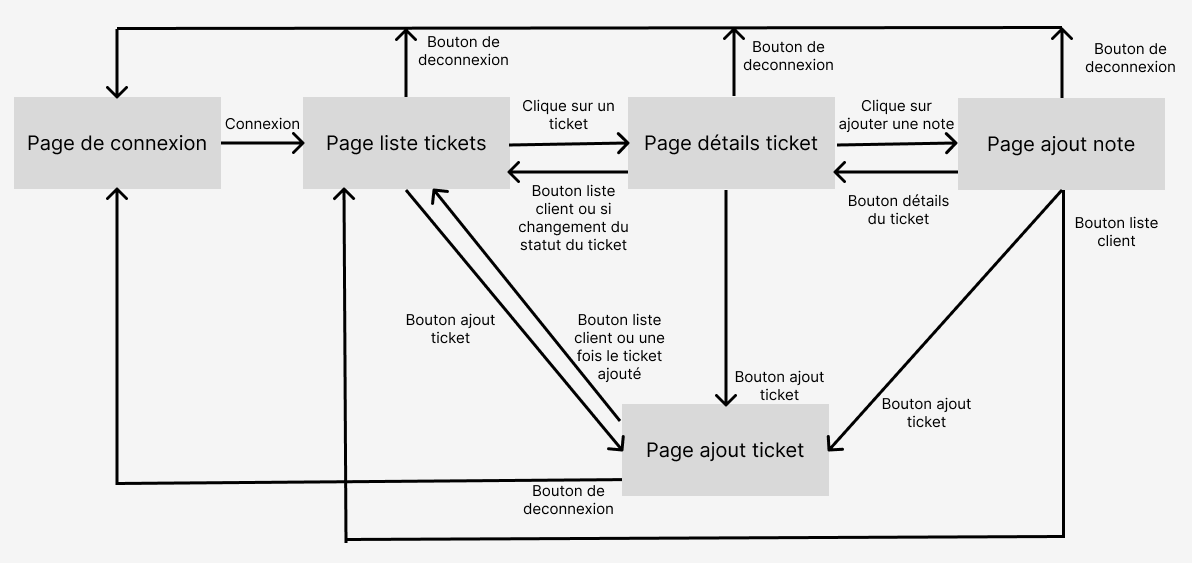 Bouton de
deconnexion
Bouton de
deconnexion
Bouton de
deconnexion
Page de connexion
Connexion
Page liste tickets
Clique sur un
ticket
Page détails ticket
Clique sur
ajouter une note
Page ajout note
Bouton liste
client ou si
changement du
statut du ticket
Bouton détails
du ticket
Bouton liste
client
Bouton ajout
ticket
Bouton liste
client ou une
fois le ticket
ajouté
Bouton ajout
ticket
Bouton ajout
ticket
Page ajout ticket
Bouton de
deconnexion